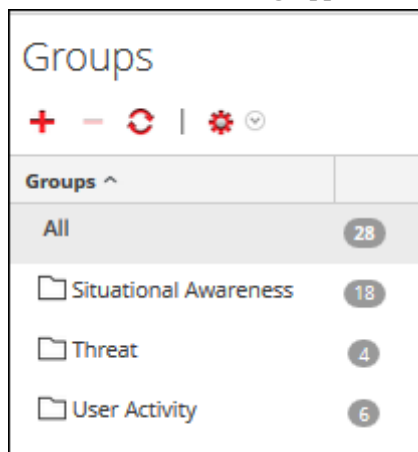 Groups
Groups
All 28
Situational Awareness 18
Threat 4
User Activity 6